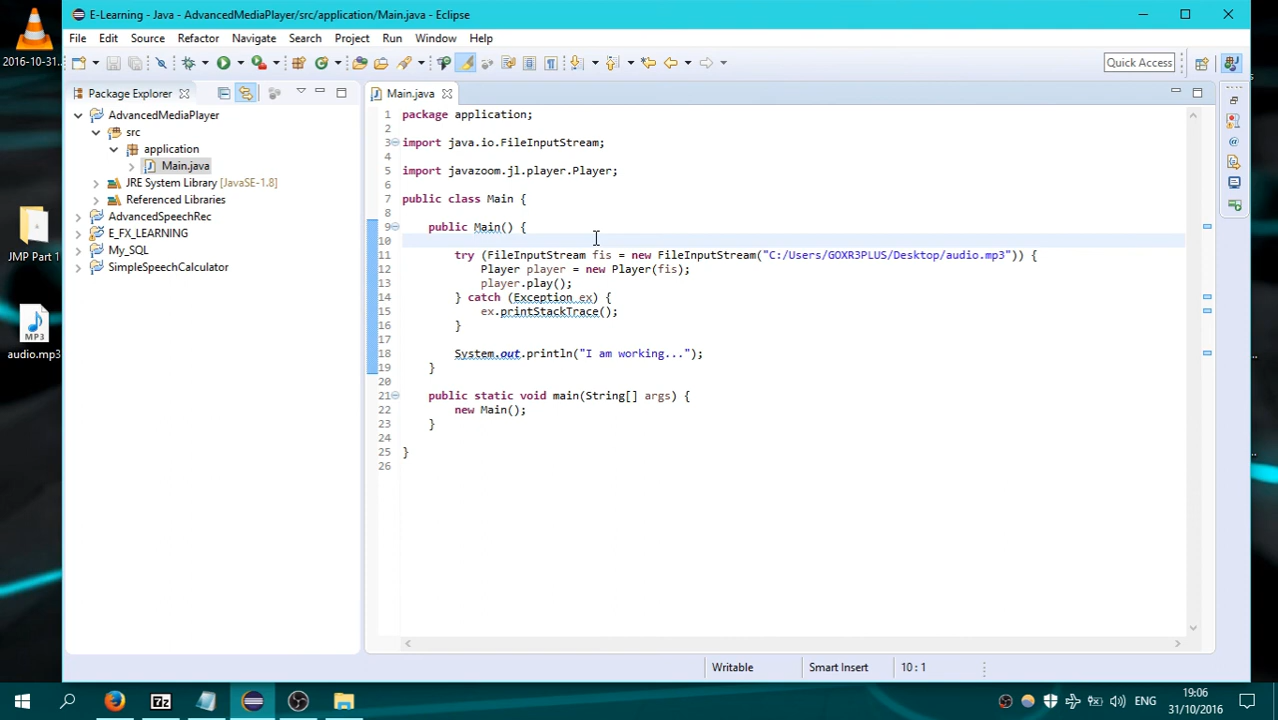 2016-10-31...
JMP Part 1
MP3
audio.mp3
E-Learning - Java - AdvancedMediaPlayer/src/application/Main.java - Eclipse
File Edit Source Refactor Navigate Search Project Run Window Help
Quick Access
Package Explorer
AdvancedMediaPlayer
src
application
Main.java
JRE System Library [JavaSE-1.8]
Referenced Libraries
AdvancedSpeechRec
E_FX_LEARNING
My_SQL
SimpleSpeechCalculator
Main.java
1 package application;
2
3 import java.io.FileInputStream;
4
5 import javazoom.jl.player.Player;
6
7 public class Main {
8
9 public Main() {
10
11 try (FileInputStream fis = new FileInputStream("C:/Users/GOXR3PLUS/Desktop/audio.mp3")) {
12 Player player = new Player(fis);
13 player.play();
14 } catch (Exception ex) {
15 ex.printStackTrace();
16 }
17
18 System.out.println("I am working...");
19 }
20
21 public static void main(String[] args) {
22 new Main();
23 }
24
25 }
26
Writable Smart Insert 10 : 1
7z
ENG
19:06
31/10/2016